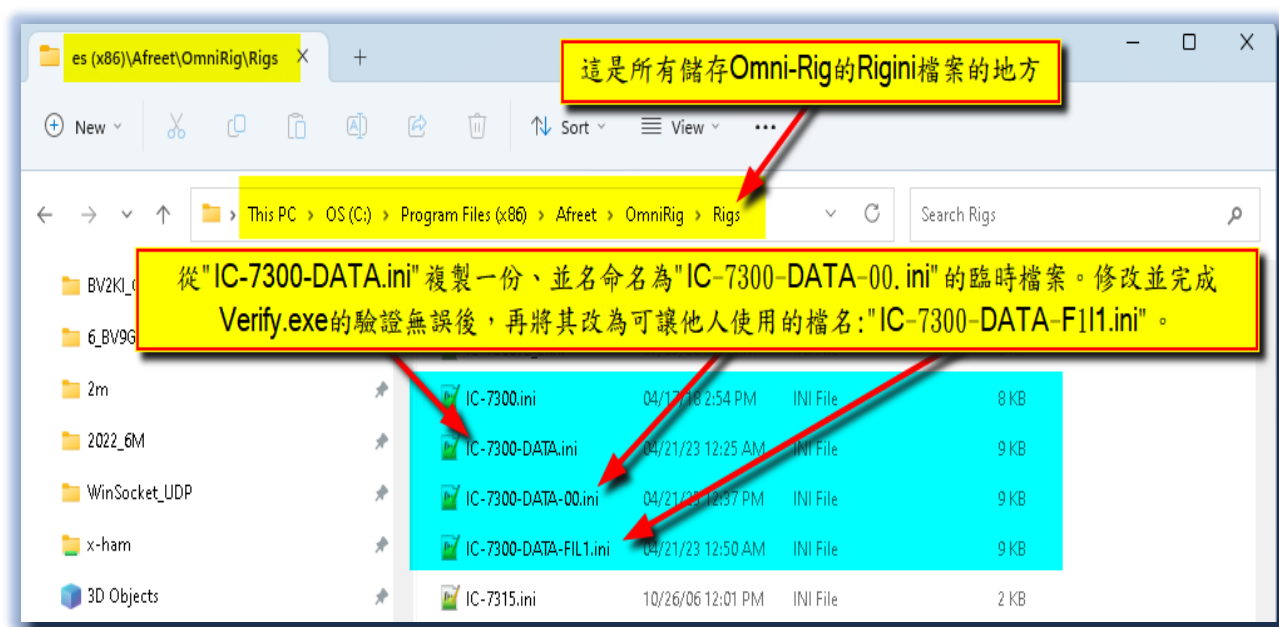 es (x86)\Afreet\OmniRig\Rigs
這是所有儲存Omni-Rig的Rigini檔案的地方
New
Sort
View
This PC > OS (C:) > Program Files (x86) > Afreet > OmniRig > Rigs
Search Rigs
從"IC-7300-DATA.ini"複製一份、並名命名為"IC-7300-DATA-00.ini"的臨時檔案。修改並完成
Verify.exe的驗證無誤後,再將其改為可讓他人使用的檔名:"IC-7300-DATA-F1l1.ini"。
BV2KI_
6_BV9G
2m
IC-7300.ini 2:54 PM INI File 8 KB
2022_6M
IC-7300-DATA.ini 04/21/23 12:25 AM INI File 9 KB
WinSocket_UDP
IC-7300-DATA-00.ini 12:37 PM INI File 9 KB
x-ham
IC-7300-DATA-FIL1.ini 04/21/23 12:50 AM INI File 9 KB
3D Objects
IC-7315.ini 10/26/06 12:01 PM INI File 2 KB